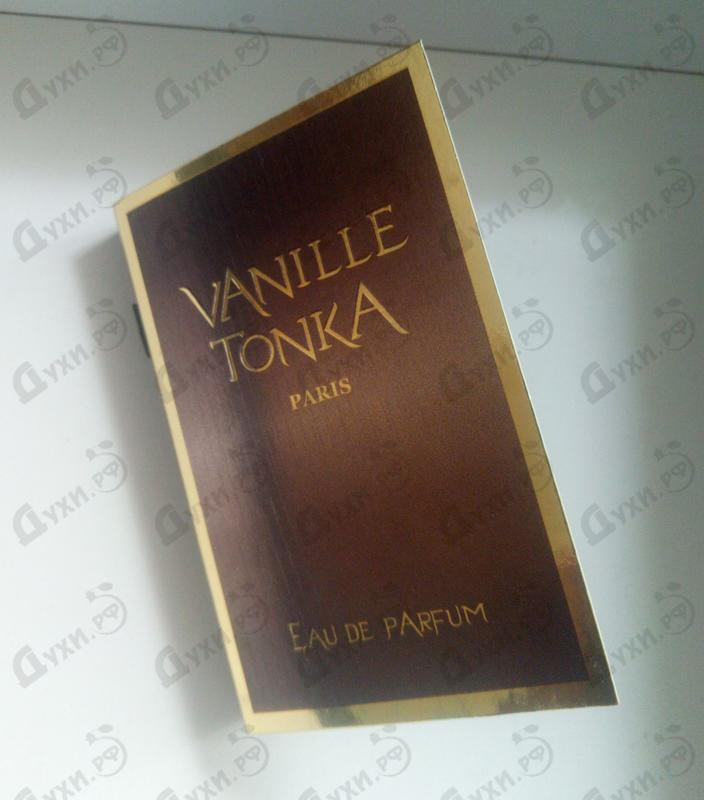 VANILLE
TONKA
PARIS
EAU DE PARFUM
Духи.рф